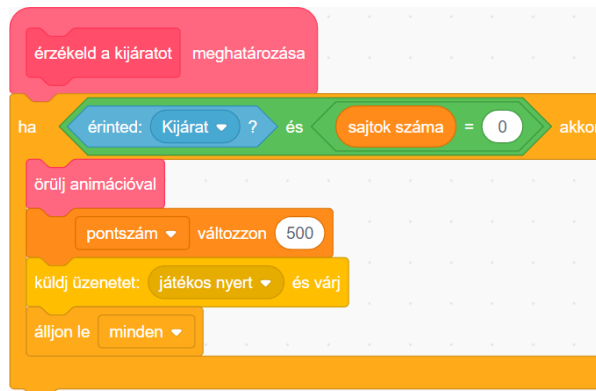 érzékeld a kijáratot meghatározása
ha érinted: Kijárat ? és sajtok száma = 0 akkor
örülj animációval
pontszám változzon 500
küldj üzenetet: játékos nyert és várj
álljon le minden